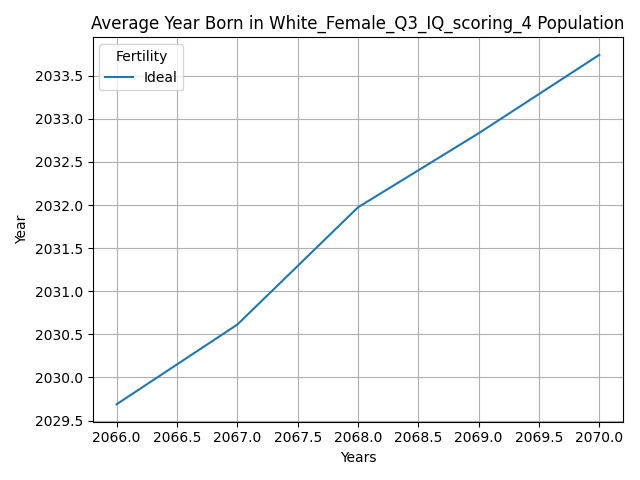 Average Year Born in White_Female_Q3_IQ_scoring_4 Population
Fertility
Ideal
2033.5
2033.0
2032.5
2032.0
2031.5
2031.0
2030.5
2030.0
2029.5
Year
2066.0 2066.5 2067.0 2067.5 2068.0 2068.5 2069.0 2069.5 2070.0
Years